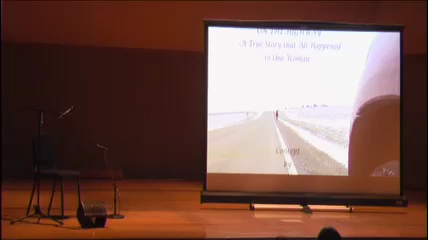 ON THE HIGHWAY
A True Story that All Happened
to One Woman
Concept
by